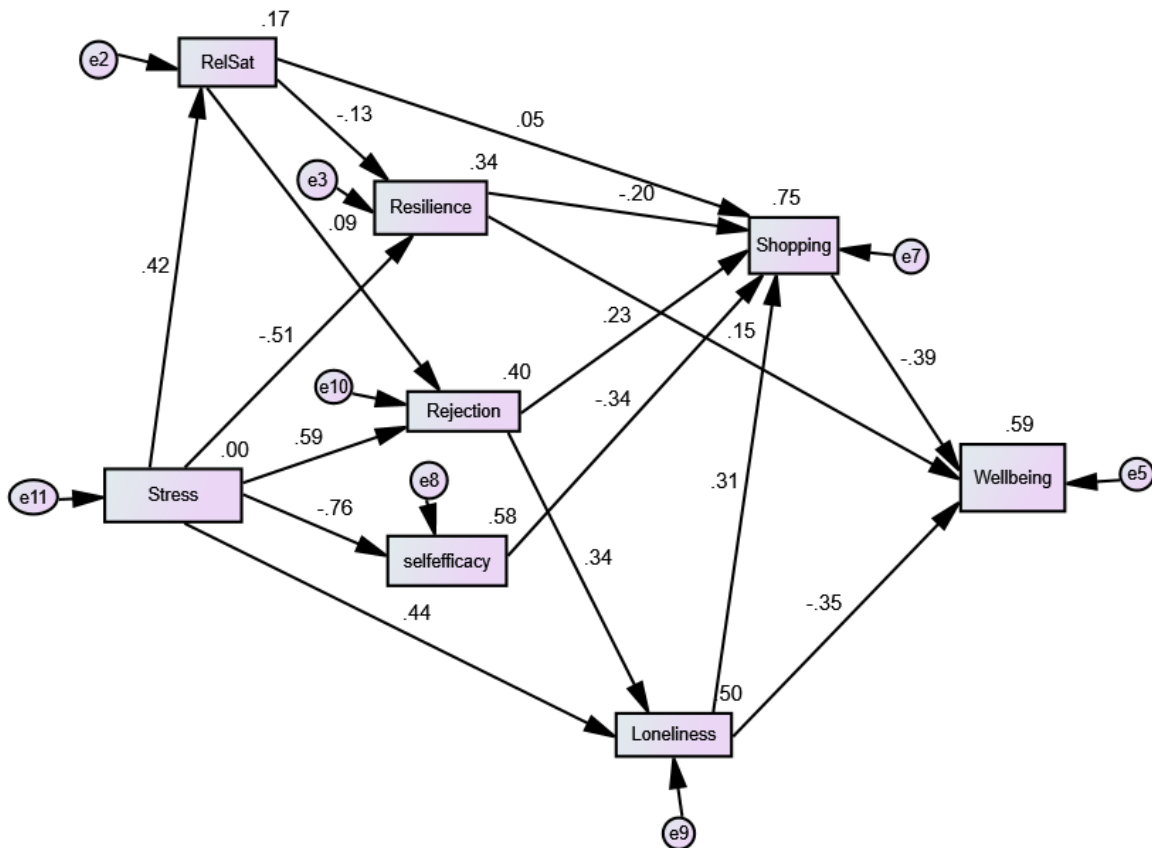 .17
e2
RelSat
-.13
.05
e3
.34
Resilience
-.20
.75
Shopping
e7
.09
.42
-.51
.23
.15
-.39
e10
.40
Rejection
-.34
.59
.00
.59
Stress
e11
e8
-.76
.58
selfefficacy
.31
Wellbeing
e5
.34
.44
-.35
50
Loneliness
e9